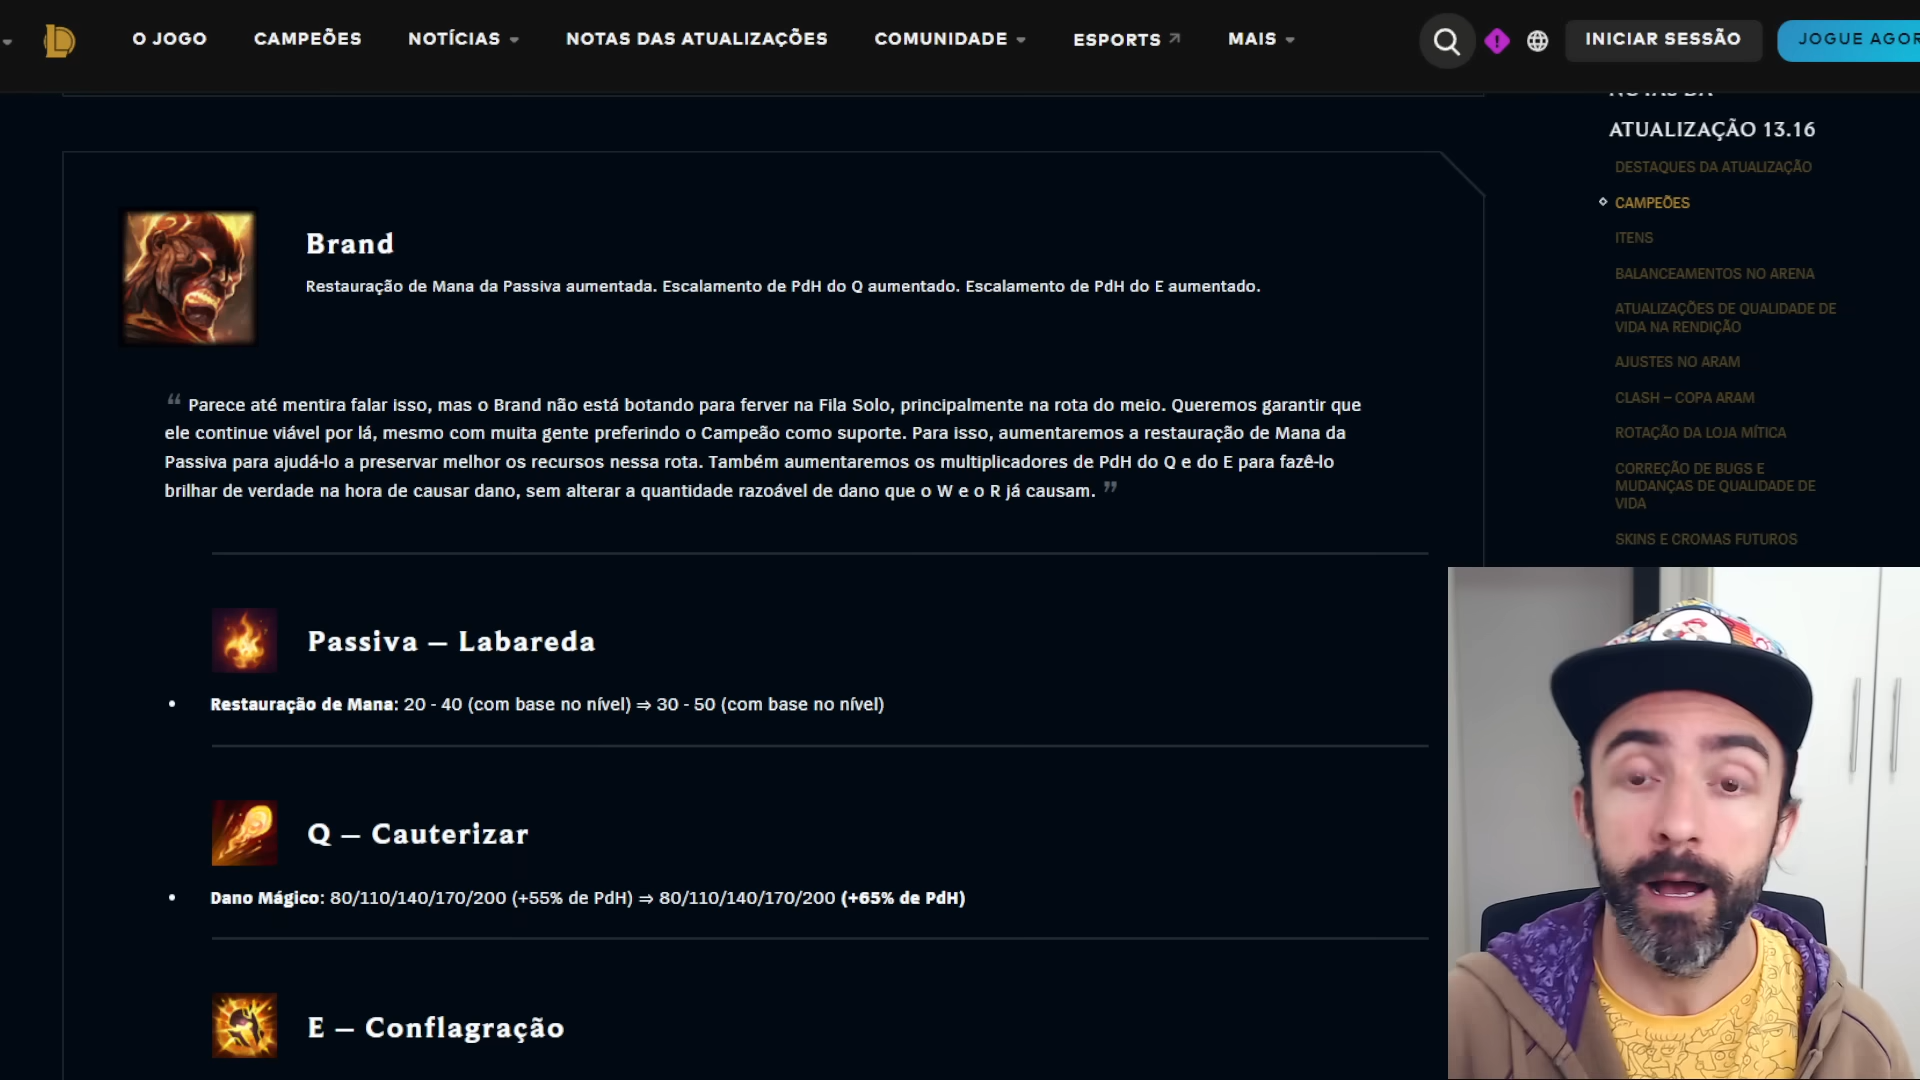 O JOGO
CAMPEÕES
NOTÍCIAS
NOTAS DAS ATUALIZAÇÕES
COMUNIDADE
ESPORTS
MAIS
INICIAR SESSÃO
JOGUE AGOR
NOTAS DA
ATUALIZAÇÃO 13.16
DESTAQUES DA ATUALIZAÇÃO
CAMPEÕES
ITENS
BALANCEAMENTOS NO ARENA
ATUALIZAÇÕES DE QUALIDADE DE
VIDA NA RENDIÇÃO
AJUSTES NO ARAM
CLASH – COPA ARAM
ROTAÇÃO DA LOJA MÍTICA
CORREÇÃO DE BUGS E
MUDANÇAS DE QUALIDADE DE
VIDA
SKINS E CROMAS FUTUROS
Brand
Restauração de Mana da Passiva aumentada. Escalamento de PdH do Q aumentado. Escalamento de PdH do E aumentado.
“ Parece até mentira falar isso, mas o Brand não está botando para ferver na Fila Solo, principalmente na rota do meio. Queremos garantir que
ele continue viável por lá, mesmo com muita gente preferindo o Campeão como suporte. Para isso, aumentaremos a restauração de Mana da
Passiva para ajudá-lo a preservar melhor os recursos nessa rota. Também aumentaremos os multiplicadores de PdH do Q e do E para fazê-lo
brilhar de verdade na hora de causar dano, sem alterar a quantidade razoável de dano que o W e o R já causam. ”
Passiva – Labareda
• Restauração de Mana: 20 - 40 (com base no nível) ⇒ 30 - 50 (com base no nível)
Q – Cauterizar
• Dano Mágico: 80/110/140/170/200 (+55% de PdH) ⇒ 80/110/140/170/200 (+65% de PdH)
E – Conflagração